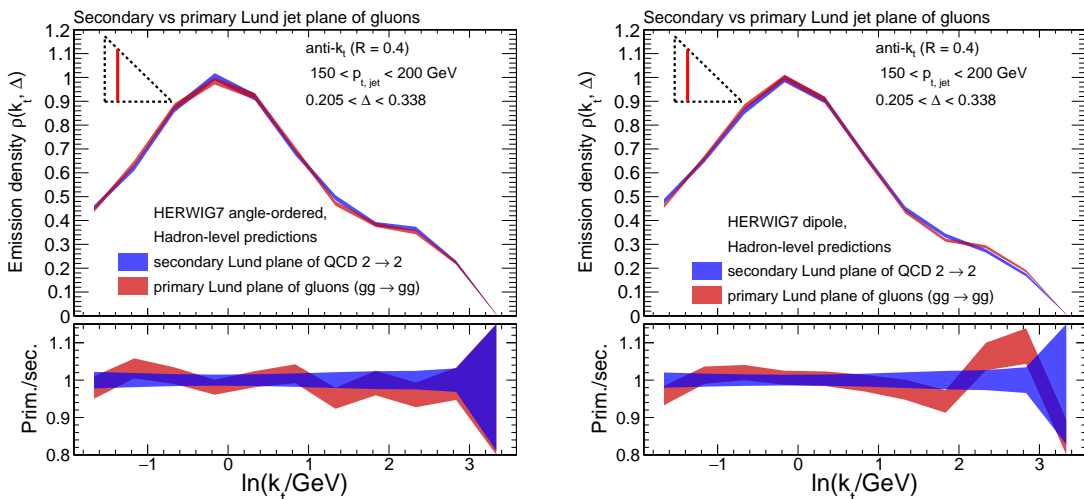 Secondary vs primary Lund jet plane of gluons
Emission density ρ(k_t, Δ)
1.2
1.1
1
0.9
0.8
0.7
0.6
0.5
0.4
0.3
0.2
0.1
0
anti-k_t (R = 0.4)
150 < p_t, jet < 200 GeV
0.205 < Δ < 0.338
HERWIG7 angle-ordered,
Hadron-level predictions
secondary Lund plane of QCD 2 → 2
primary Lund plane of gluons (gg → gg)
Prim./sec.
1.1
1
0.9
0.8
−1 0 1 2 3
ln(k_t/GeV)
Secondary vs primary Lund jet plane of gluons
Emission density ρ(k_t, Δ)
1.2
1.1
1
0.9
0.8
0.7
0.6
0.5
0.4
0.3
0.2
0.1
0
anti-k_t (R = 0.4)
150 < p_t, jet < 200 GeV
0.205 < Δ < 0.338
HERWIG7 dipole,
Hadron-level predictions
secondary Lund plane of QCD 2 → 2
primary Lund plane of gluons (gg → gg)
Prim./sec.
1.1
1
0.9
0.8
−1 0 1 2 3
ln(k_t/GeV)